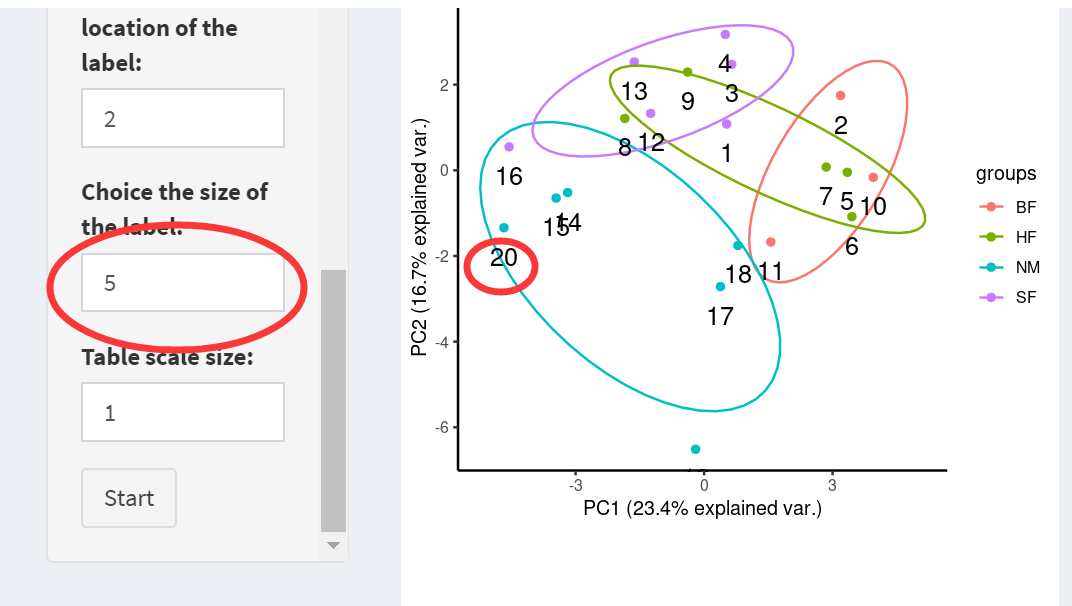 location of the
label:
2
Choice the size of
the label:
5
Table scale size:
1
Start
PC2 (16.7% explained var.)
2
0
-2
-4
-6
4
3
13
9
2
8
12
1
16
7
5
10
15
14
6
20
18
11
17
-3
0
3
PC1 (23.4% explained var.)
groups
BF
HF
NM
SF